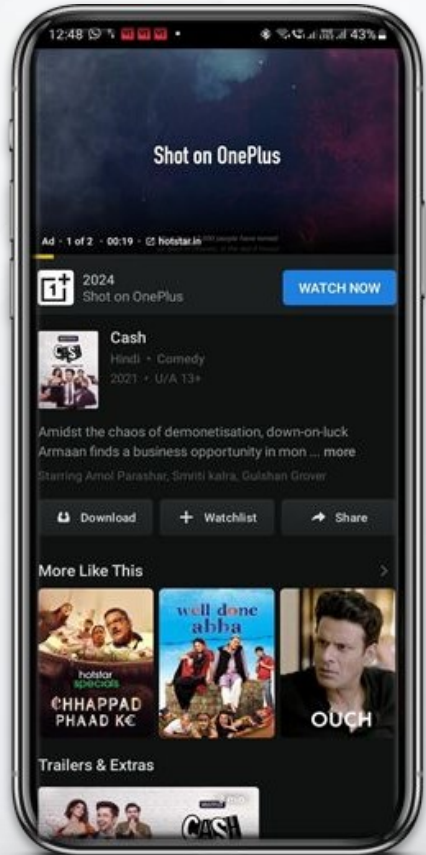 12:48
43%
Shot on OnePlus
Ad · 1 of 2 · 00:19 · hotstar.in
2024
Shot on OnePlus
WATCH NOW
Cash
Hindi • Comedy
2021 • U/A 13+
CASH
Amidst the chaos of demonetisation, down-on-luck
Armaan finds a business opportunity in mon ... more
Starring Amol Parashar, Smriti kalra, Gulshan Grover
Download
Watchlist
Share
More Like This
hotstar
specials
CHHAPPAD
PHAAD K€
well done
abba
OUCH
Trailers & Extras
CASH